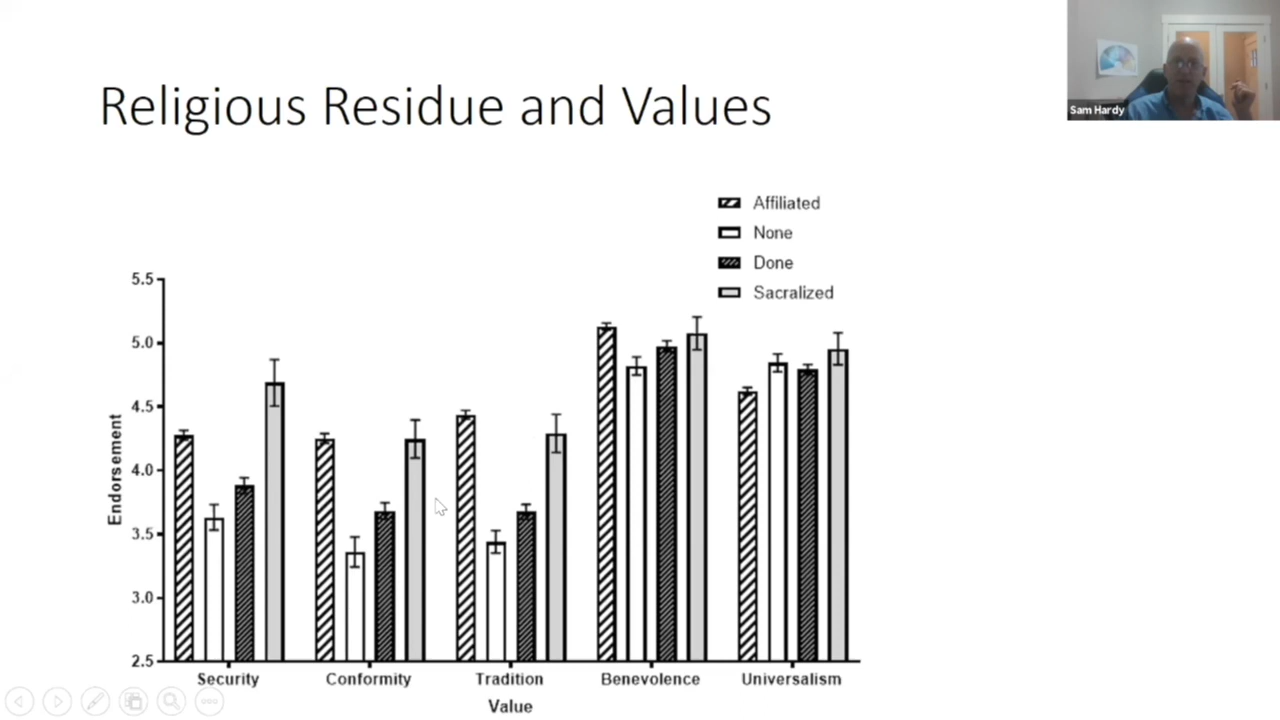 Religious Residue and Values
Sam Hardy
Affiliated
None
Done
Sacralized
5.5
5.0
4.5
4.0
3.5
3.0
2.5
Endorsement
Security
Conformity
Tradition
Benevolence
Universalism
Value